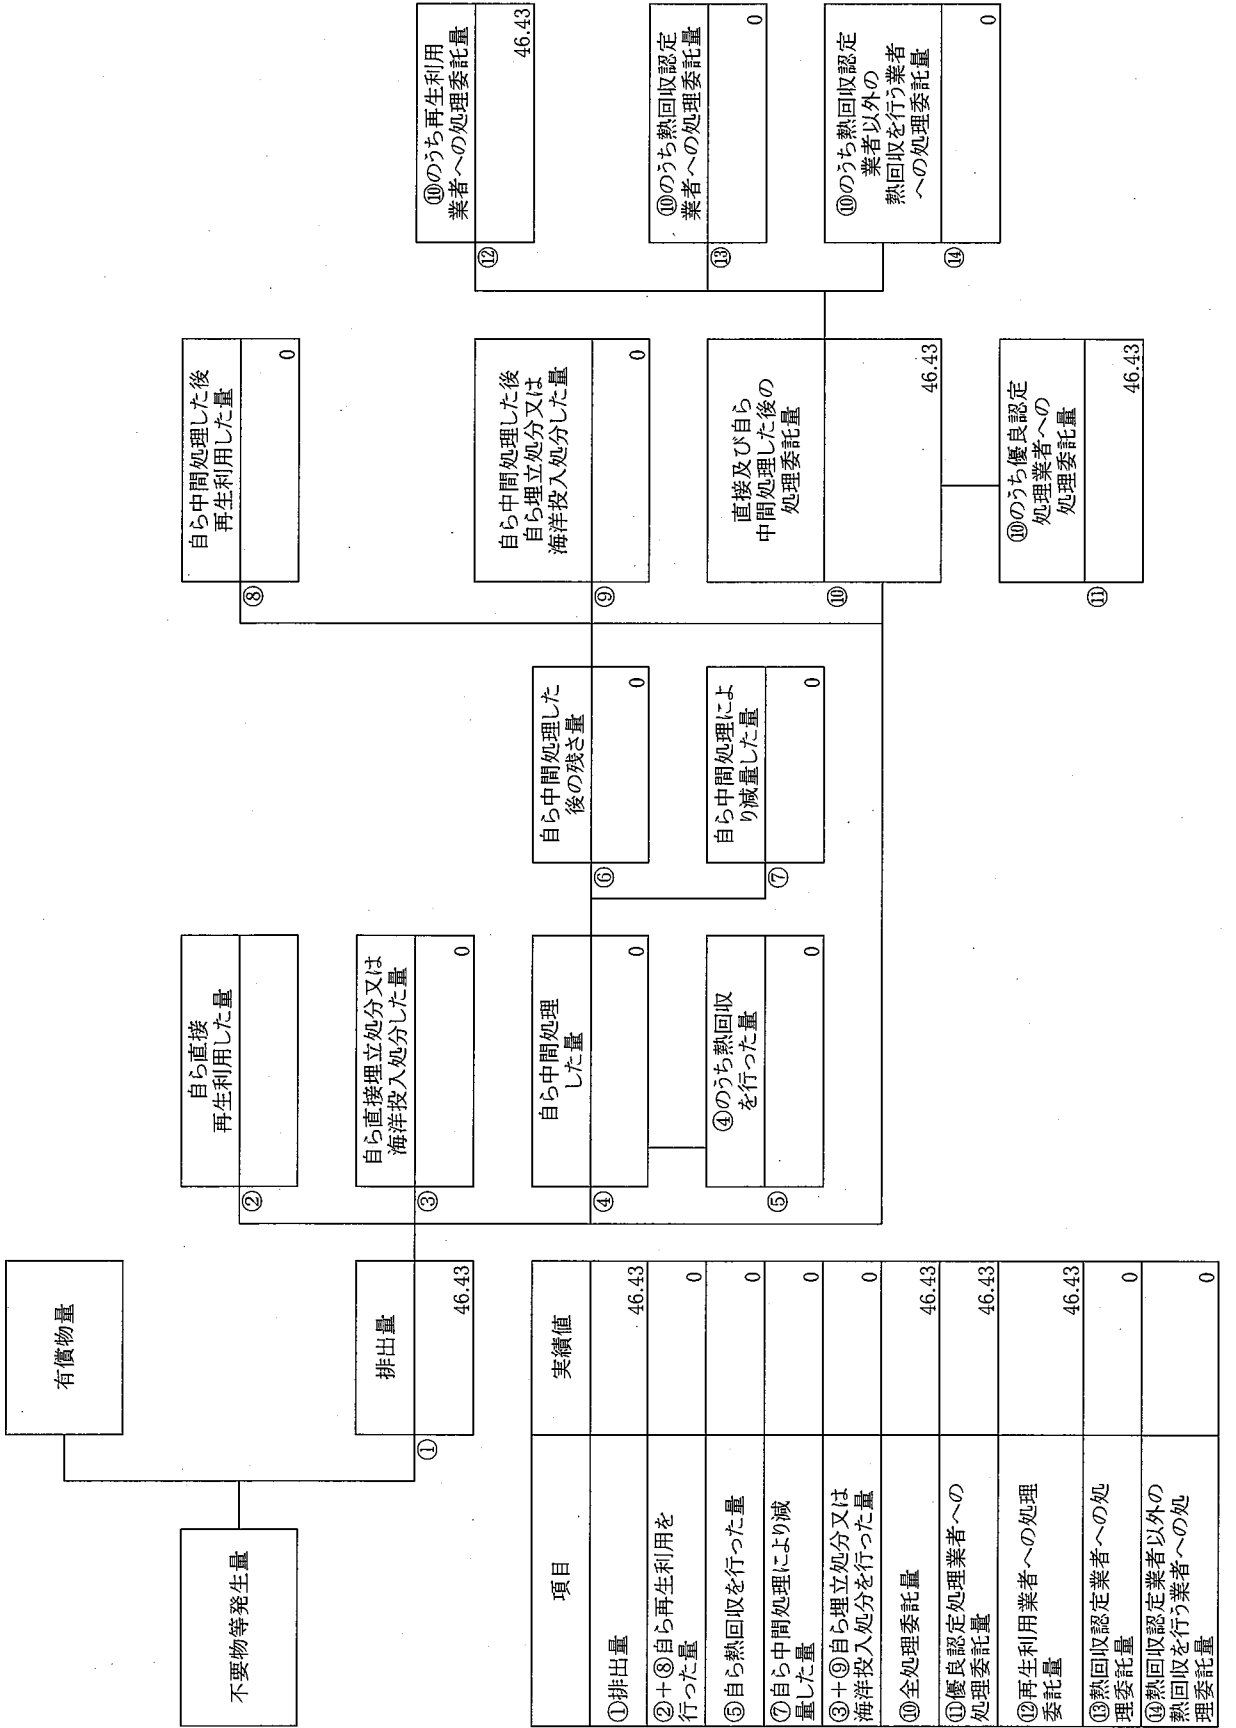 不要物等発生量
有償物量
①
排出量
46.43
②
自ら直接
再生利用した量
③
自ら直接埋立処分又は
海洋投入処分した量
0
④
自ら中間処理
した量
0
⑤
④のうち熱回収
を行った量
0
⑥
自ら中間処理した
後の残さ量
0
⑦
自ら中間処理によ
り減量した量
0
⑧
自ら中間処理した後
再生利用した量
0
⑨
自ら中間処理した後
自ら埋立処分又は
海洋投入処分した量
0
⑩
直接及び自ら
中間処理した後の
処理委託量
46.43
⑪
⑩のうち優良認定
処理業者への
処理委託量
46.43
⑫
⑩のうち再生利用
業者への処理委託量
46.43
⑬
⑩のうち熱回収認定
業者への処理委託量
0
⑭
⑩のうち熱回収認定
業者以外の
熱回収を行う業者
への処理委託量
0
項目
実績値
①排出量
46.43
②+⑧自ら再生利用を
行った量
0
⑤自ら熱回収を行った量
0
⑦自ら中間処理により減
量した量
0
③+⑨自ら埋立処分又は
海洋投入処分を行った量
0
⑩全処理委託量
46.43
⑪優良認定処理業者への
処理委託量
46.43
⑫再生利用業者への処理
委託量
46.43
⑬熱回収認定業者への処
理委託量
0
⑭熱回収認定業者以外の
熱回収を行う業者への処
理委託量
0